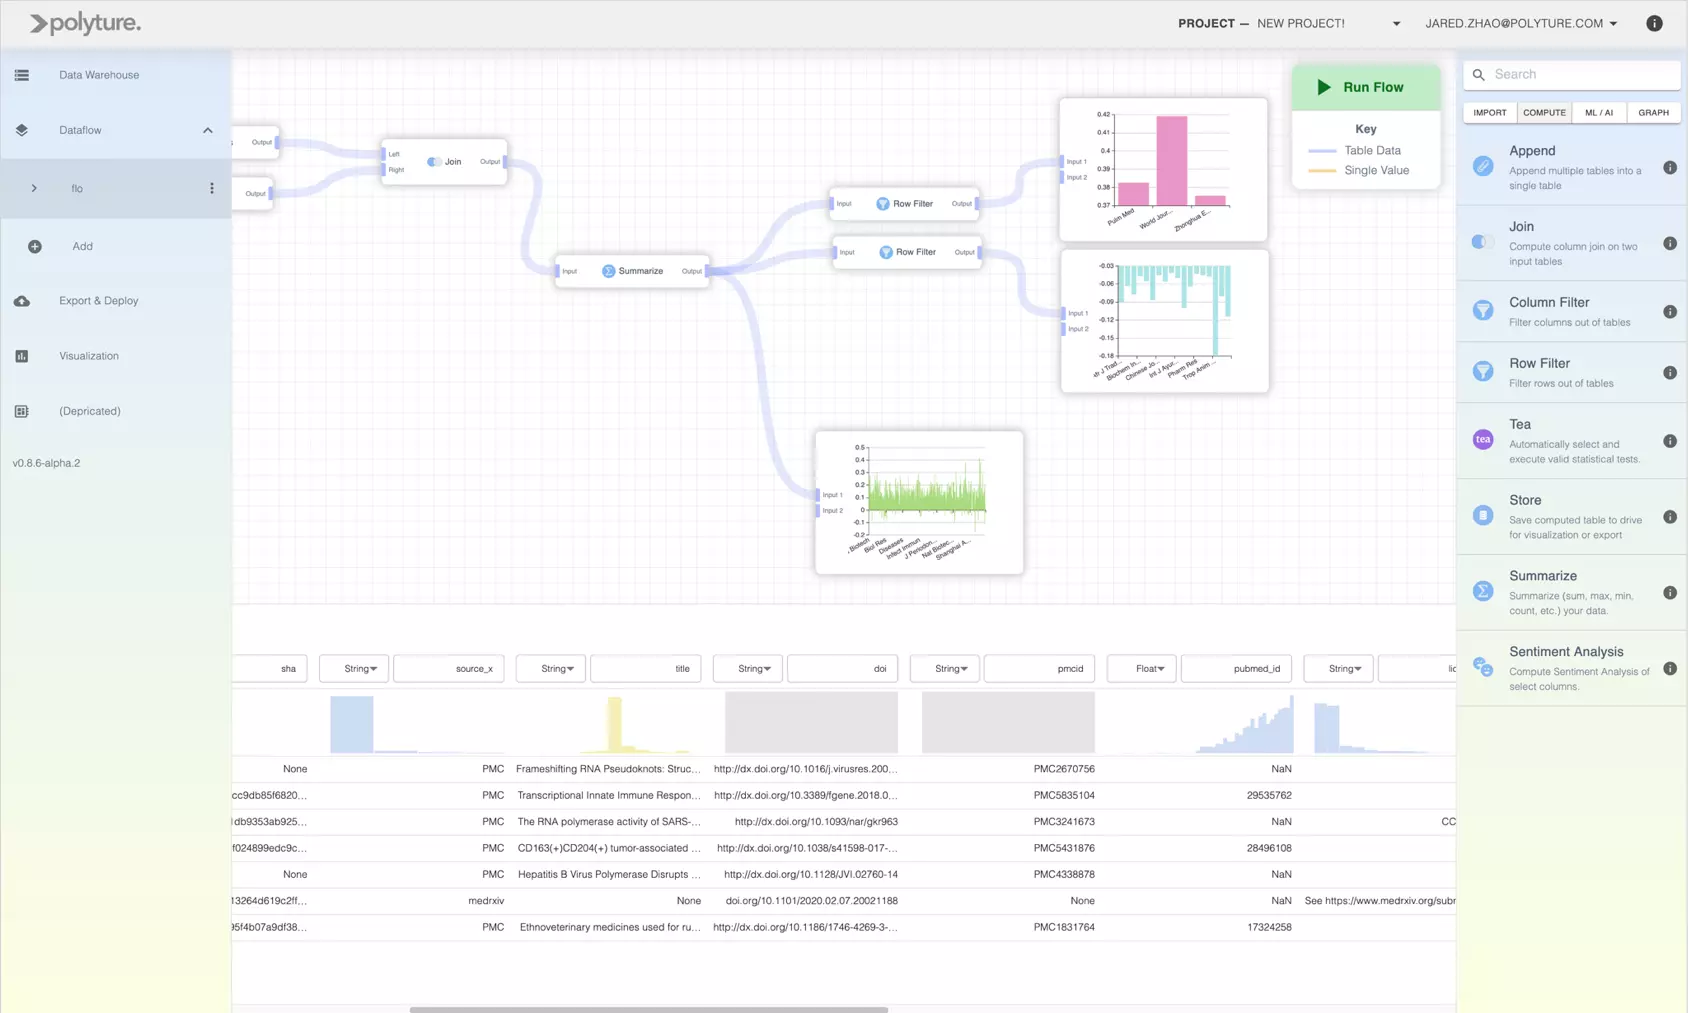 polyture.
PROJECT — NEW PROJECT!
JARED.ZHAO@POLYTURE.COM
Data Warehouse
Dataflow
flo
Add
Export & Deploy
Visualization
(Depricated)
v0.8.6-alpha.2
s Output
Output
Left
Right
Join
Output
Input
Summarize
Output
Input
Row Filter
Output
Input
Row Filter
Output
Input 1
Input 2
0.42
0.41
0.4
0.39
0.38
0.37
Pulm Med
World Jour...
Zhonghua E...
Input 1
Input 2
-0.03
-0.06
-0.09
-0.12
-0.15
-0.18
Afr J Trad...
Biochem In...
Chinese Jo...
Int J Ayur...
Pharm Res
Trop Anim ...
Input 1
Input 2
0.5
0.4
0.3
0.2
0.1
0
-0.1
-0.2
Biotech
Biol Res
Diseases
Infect Immun
J Periodon...
Nat Biotec...
Shanghai A...
Run Flow
Key
Table Data
Single Value
Search
IMPORT COMPUTE ML / AI GRAPH
Append
Append multiple tables into a
single table
Join
Compute column join on two
input tables
Column Filter
Filter columns out of tables
Row Filter
Filter rows out of tables
tea
Tea
Automatically select and
execute valid statistical tests.
Store
Save computed table to drive
for visualization or export
Summarize
Summarize (sum, max, min,
count, etc.) your data.
Sentiment Analysis
Compute Sentiment Analysis of
select columns.
sha String source_x String title String doi String pmcid Float pubmed_id String lic
None PMC Frameshifting RNA Pseudoknots: Struc... http://dx.doi.org/10.1016/j.virusres.200... PMC2670756 NaN
cc9db85f6820... PMC Transcriptional Innate Immune Respon... http://dx.doi.org/10.3389/fgene.2018.0... PMC5835104 29535762
1db9353ab925... PMC The RNA polymerase activity of SARS-... http://dx.doi.org/10.1093/nar/gkr963 PMC3241673 NaN CC
f024899edc9c... PMC CD163(+)CD204(+) tumor-associated ... http://dx.doi.org/10.1038/s41598-017-... PMC5431876 28496108
None PMC Hepatitis B Virus Polymerase Disrupts ... http://dx.doi.org/10.1128/JVI.02760-14 PMC4338878 NaN
13264d619c2ff... medrxiv None doi.org/10.1101/2020.02.07.20021188 None NaN See https://www.medrxiv.org/subm
95f4b07a9df38... PMC Ethnoveterinary medicines used for ru... http://dx.doi.org/10.1186/1746-4269-3-... PMC1831764 17324258